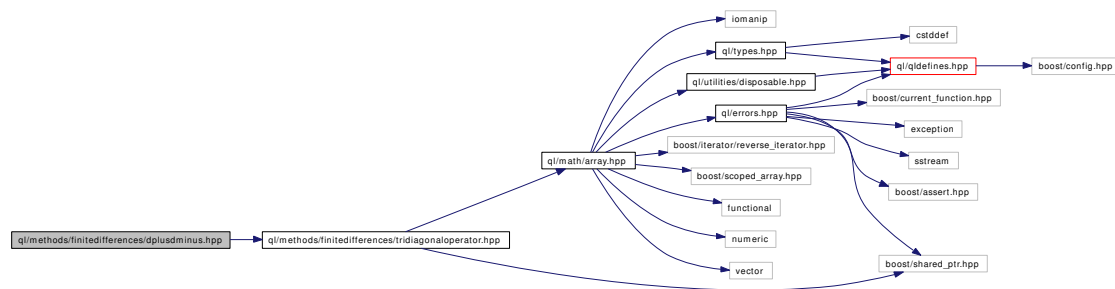 iomanip
ql/types.hpp
cstddef
ql/qldefines.hpp
boost/config.hpp
ql/utilities/disposable.hpp
boost/current_function.hpp
ql/errors.hpp
exception
boost/iterator/reverse_iterator.hpp
ql/math/array.hpp
sstream
boost/scoped_array.hpp
boost/assert.hpp
functional
ql/methods/finitedifferences/dplusdminus.hpp
ql/methods/finitedifferences/tridiagonaloperator.hpp
numeric
boost/shared_ptr.hpp
vector